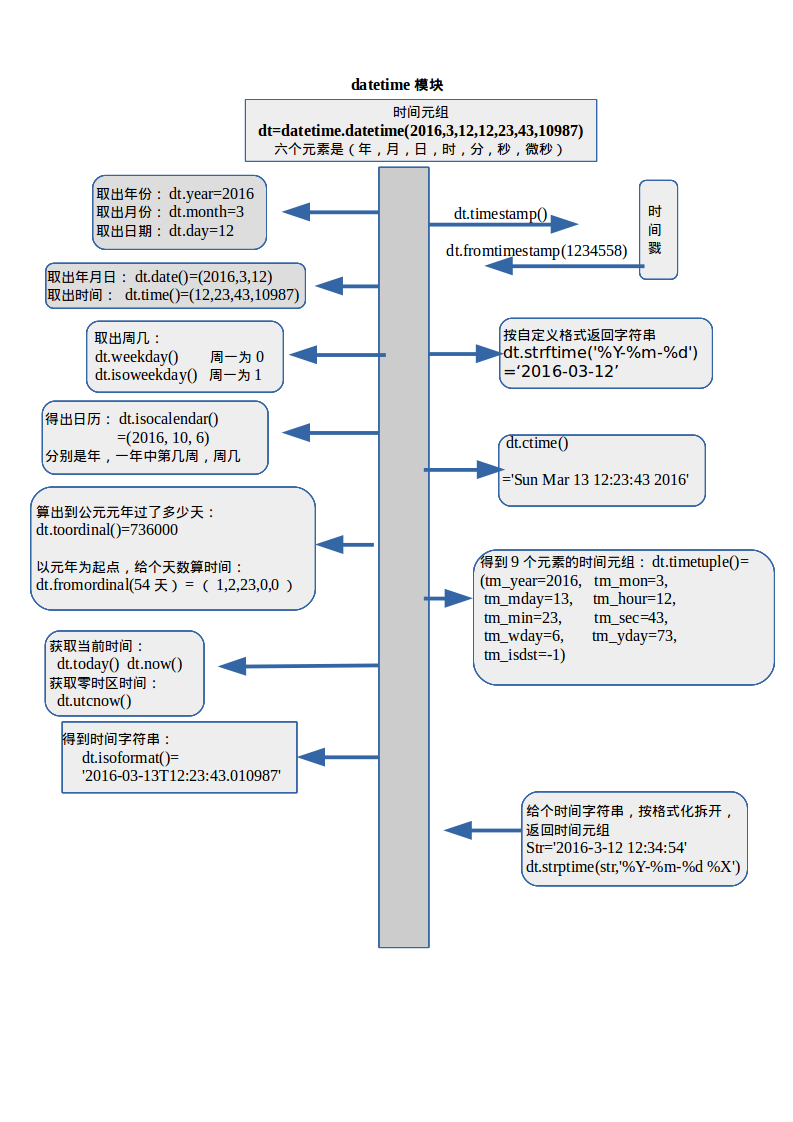 datetime 模块
时间元组
dt=datetime.datetime(2016,3,12,12,23,43,10987)
六个元素是（年，月，日，时，分，秒，微秒）
取出年份： dt.year=2016
取出月份： dt.month=3
取出日期： dt.day=12
取出年月日： dt.date()=(2016,3,12)
取出时间： dt.time()=(12,23,43,10987)
取出周几：
dt.weekday() 周一为 0
dt.isoweekday() 周一为 1
得出日历： dt.isocalendar()
=(2016, 10, 6)
分别是年，一年中第几周，周几
算出到公元元年过了多少天：
dt.toordinal()=736000
以元年为起点，给个天数算时间：
dt.fromordinal(54 天）=（ 1,2,23,0,0 ）
获取当前时间：
dt.today() dt.now()
获取零时区时间：
dt.utcnow()
得到时间字符串：
dt.isoformat()=
'2016-03-13T12:23:43.010987'
dt.timestamp()
dt.fromtimestamp(1234558)
时
间
戳
按自定义格式返回字符串
dt.strftime('%Y-%m-%d')
=‘2016-03-12’
dt.ctime()
='Sun Mar 13 12:23:43 2016'
得到 9 个元素的时间元组： dt.timetuple()=
(tm_year=2016, tm_mon=3,
tm_mday=13, tm_hour=12,
tm_min=23, tm_sec=43,
tm_wday=6, tm_yday=73,
tm_isdst=-1)
给个时间字符串，按格式化拆开，
返回时间元组
Str='2016-3-12 12:34:54'
dt.strptime(str,'%Y-%m-%d %X')